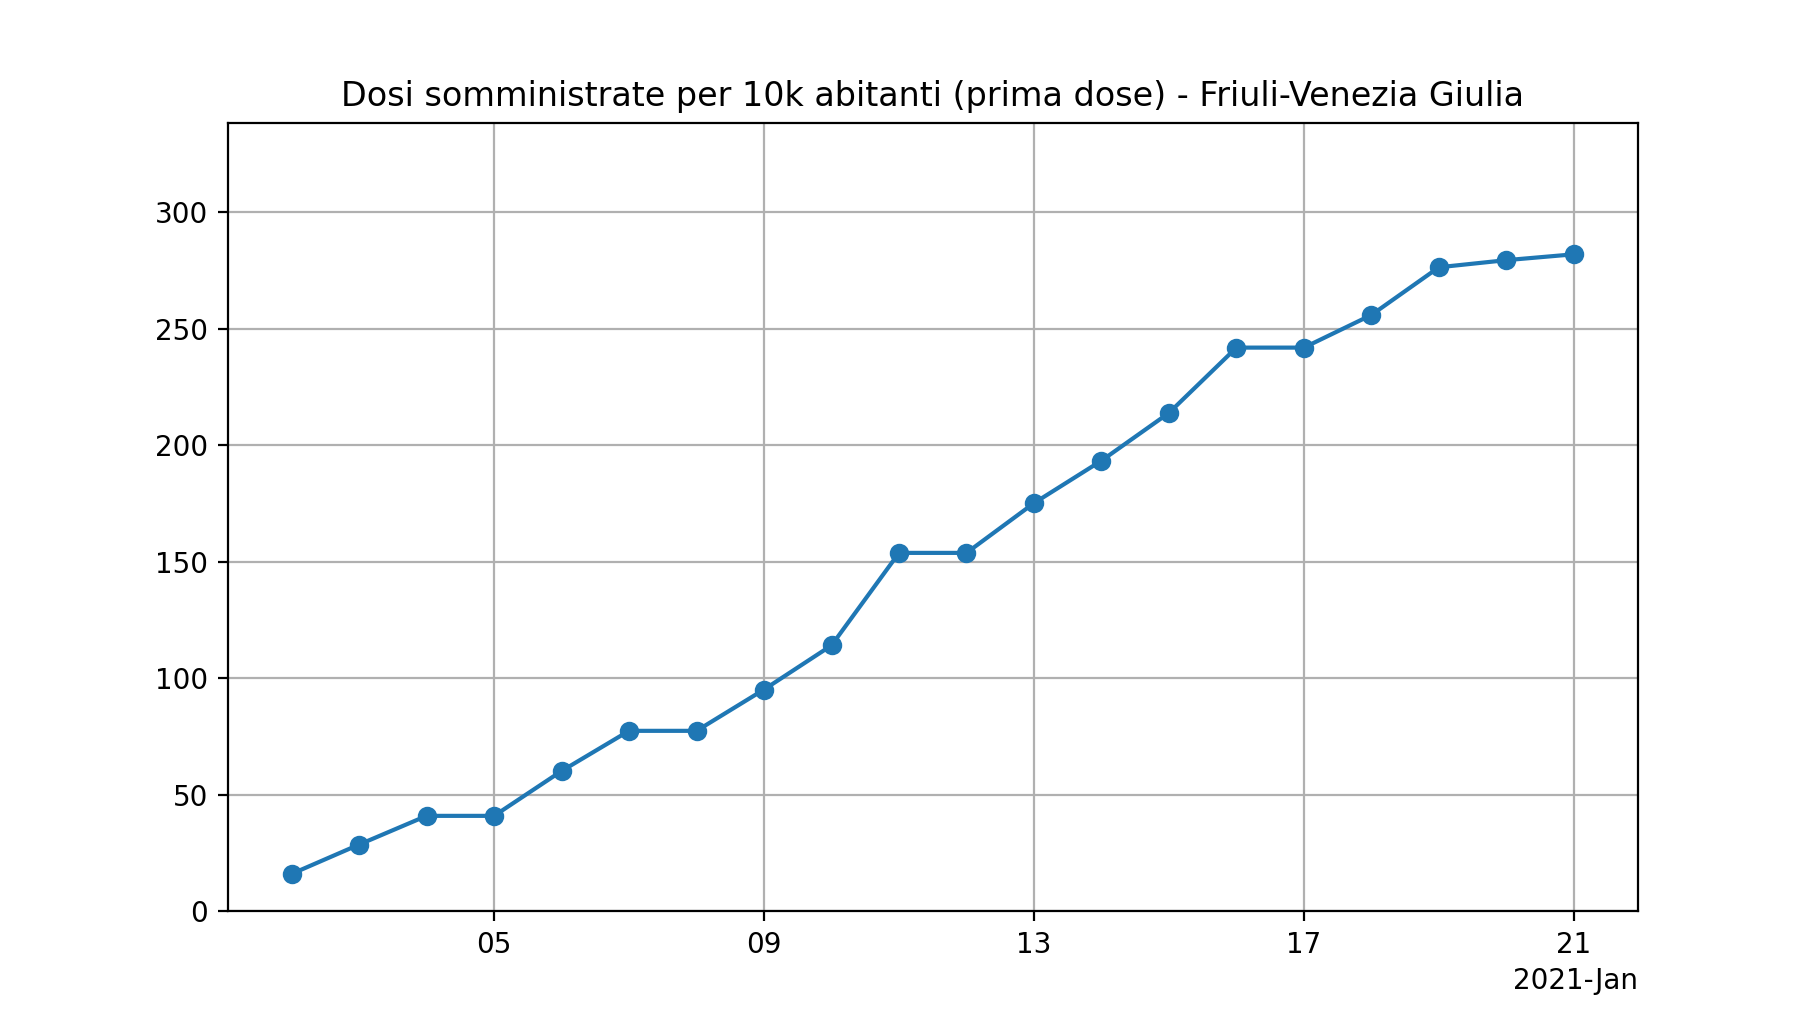 Dosi somministrate per 10k abitanti (prima dose) - Friuli-Venezia Giulia
300
250
200
150
100
50
0
05 09 13 17 21
2021-Jan